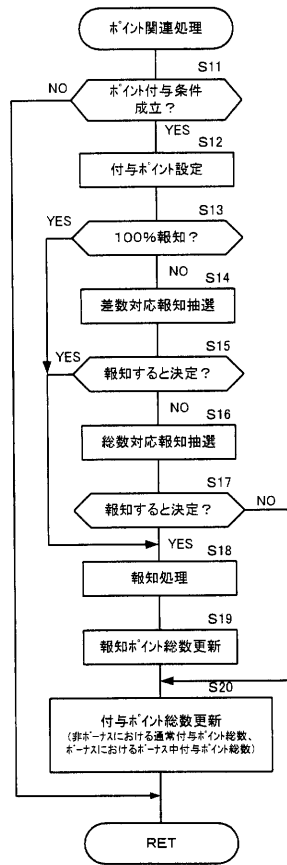 ポイント関連処理
S11
NO
ポイント付与条件
成立?
YES
S12
付与ポイント設定
S13
YES
100%報知?
NO
S14
差数対応報知抽選
S15
YES
報知すると決定?
NO
S16
総数対応報知抽選
S17
報知すると決定?
NO
YES
S18
報知処理
S19
報知ポイント総数更新
S20
付与ポイント総数更新
(非ボーナスにおける通常付与ポイント総数、
ボーナスにおけるボーナス中付与ポイント総数)
RET